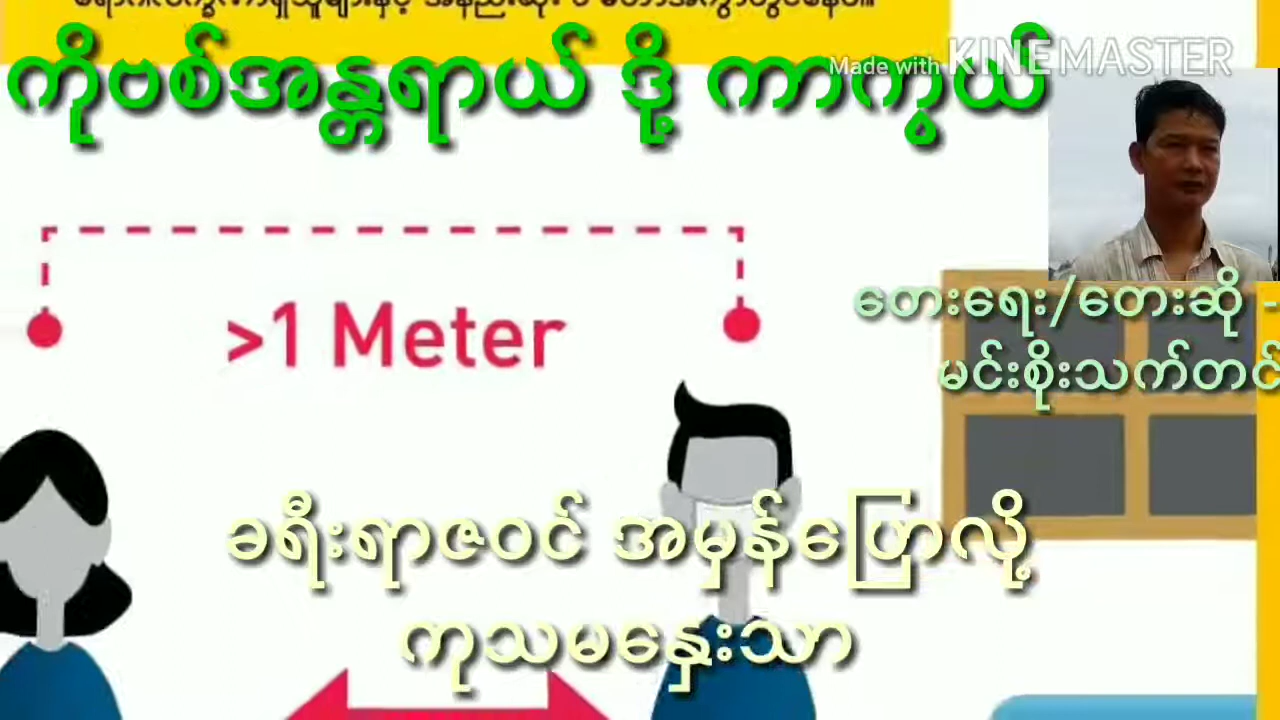 ကိုဗစ်အန္တရာယ် ဒို့ ကာကွယ်
Made with KINEMASTER
>1 Meter
တေးရေး/တေးဆို -
မင်းစိုးသက်တင်
ခရီးရာဇဝင် အမှန်ပြောလို့
ကုသမနှေးသာ